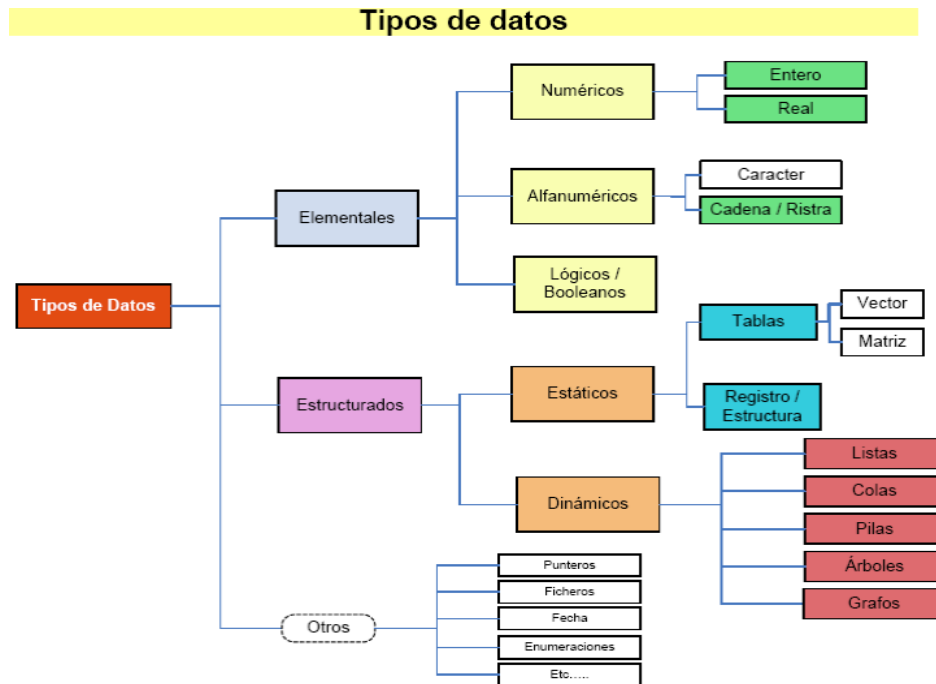 Tipos de datos
Tipos de Datos
Elementales
Numéricos
Entero
Real
Alfanuméricos
Caracter
Cadena / Ristra
Lógicos /
Booleanos
Estructurados
Estáticos
Tablas
Vector
Matriz
Registro /
Estructura
Dinámicos
Listas
Colas
Pilas
Árboles
Grafos
Otros
Punteros
Ficheros
Fecha
Enumeraciones
Etc.....